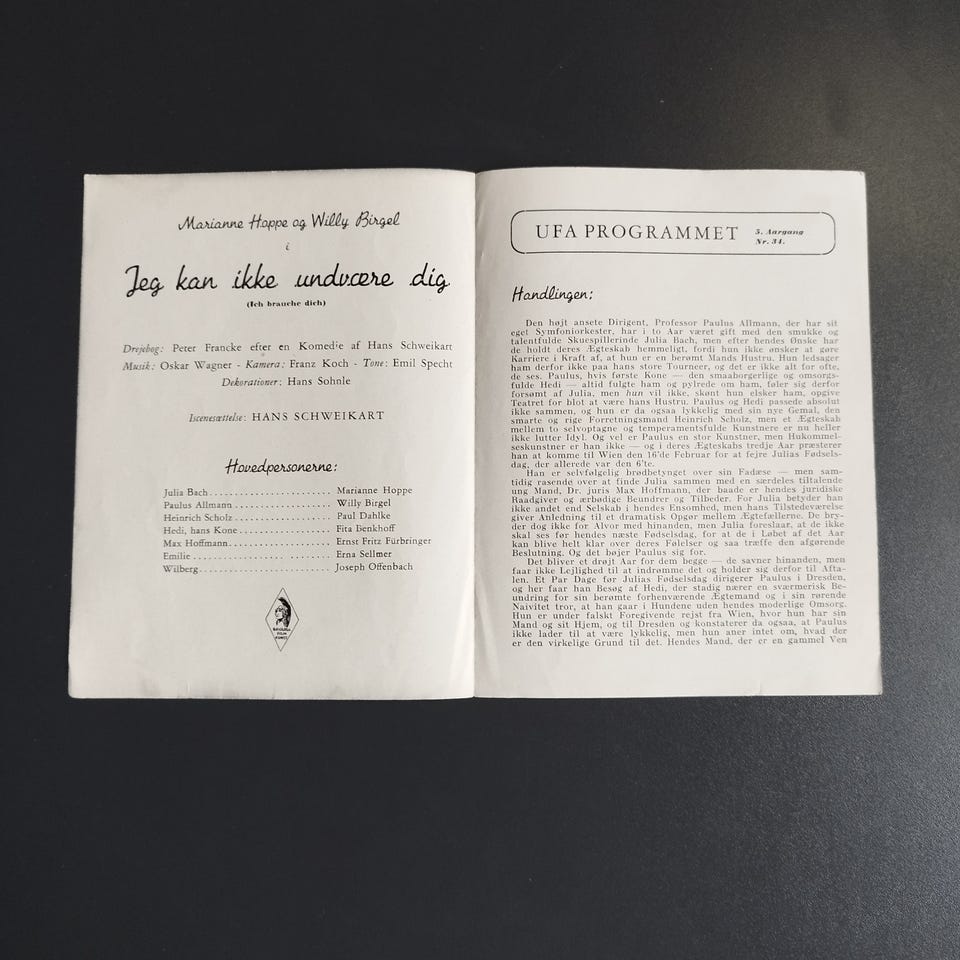 Marianne Hoppe og Willy Birgel
i
Jeg kan ikke undvære dig
(Ich brauche dich)
Drejebog: Peter Francke efter en Komedie af Hans Schweikart
Musik: Oskar Wagner - Kamera: Franz Koch - Tone: Emil Specht
Dekorationer: Hans Sohnle
Iscenesættelse: HANS SCHWEIKART
Hovedpersonerne:
Julia Bach .............................. Marianne Hoppe
Paulus Allmann ........................ Willy Birgel
Heinrich Scholz ........................ Paul Dahlke
Hedi, hans Kone ........................ Fita Benkhoff
Max Hoffmann ........................ Ernst Fritz Fürbringer
Emilie ................................. Erna Sellmer
Wilberg ................................ Joseph Offenbach
BAVARIA
FILM
KUNST
UFA PROGRAMMET 5. Aargang
Nr. 34.
Handlingen:
Den højt ansete Dirigent, Professor Paulus Allmann, der har sit
eget Symfoniorkester, har i to Aar været gift med den smukke og
talentfulde Skuespillerinde Julia Bach, men efter hendes Ønske har
de holdt deres Ægteskab hemmeligt, fordi hun ikke ønsker at gøre
Karriere i Kraft af, at hun er en berømt Mands Hustru. Hun ledsager
ham derfor ikke paa hans store Tourneer, og det er ikke alt for ofte,
de ses. Paulus, hvis første Kone — den smaaborgerlige og omsorgs-
fulde Hedi — altid fulgte ham og pylrede om ham, føler sig derfor
forsømt af Julia, men hun vil ikke, skønt hun elsker ham, opgive
Teatret for blot at være hans Hustru. Paulus og Hedi passede absolut
ikke sammen, og hun er da ogsaa lykkelig med sin nye Gemal, den
smarte og rige Forretningsmand Heinrich Scholz, men et Ægteskab
mellem to selvoptagne og temperamentsfulde Kunstnere er nu heller
ikke lutter Idyl. Og vel er Paulus en stor Kunstner, men Hukommel-
seskunstner er han ikke — og i deres Ægteskabs tredje Aar præsterer
han at komme til Wien den 16'de Februar for at fejre Julias Fødsels-
dag, der allerede var den 6'te.
Han er selvfølgelig brødbetynget over sin Fadæse — men sam-
tidig rasende over at finde Julia sammen med en særdeles tiltalende
ung Mand, Dr. juris Max Hoffmann, der baade er hendes juridiske
Raadgiver og ærbødige Beundrer og Tilbeder. For Julia betyder han
ikke andet end Selskab i hendes Ensomhed, men hans Tilstedeværelse
giver Anledning til et dramatisk Opgør mellem Ægtefællerne. De bry-
der dog ikke for Alvor med hinanden, men Julia foreslaar, at de ikke
skal ses før hendes næste Fødselsdag, for at de i Løbet af det Aar
kan blive helt klar over deres Følelser og saa træffe den afgørende
Beslutning. Og det bøjer Paulus sig for.
Det bliver et drøjt Aar for dem begge — de savner hinanden, men
faar ikke Lejlighed til at indrømme det og holder sig derfor til Afta-
len. Et Par Dage før Julias Fødselsdag dirigerer Paulus i Dresden,
og her faar han Besøg af Hedi, der stadig nærer en sværmerisk Be-
undring for sin berømte forhenværende Ægtemand og i sin rørende
Naivitet tror, at han gaar i Hundene uden hendes moderlige Omsorg.
Hun er under falskt Foregivende rejst fra Wien, hvor hun har sin
Mand og sit Hjem, og til Dresden og konstaterer da ogsaa, at Paulus
ikke lader til at være lykkelig, men hun aner intet om, hvad der
er den virkelige Grund til det. Hendes Mand, der er en gammel Ven